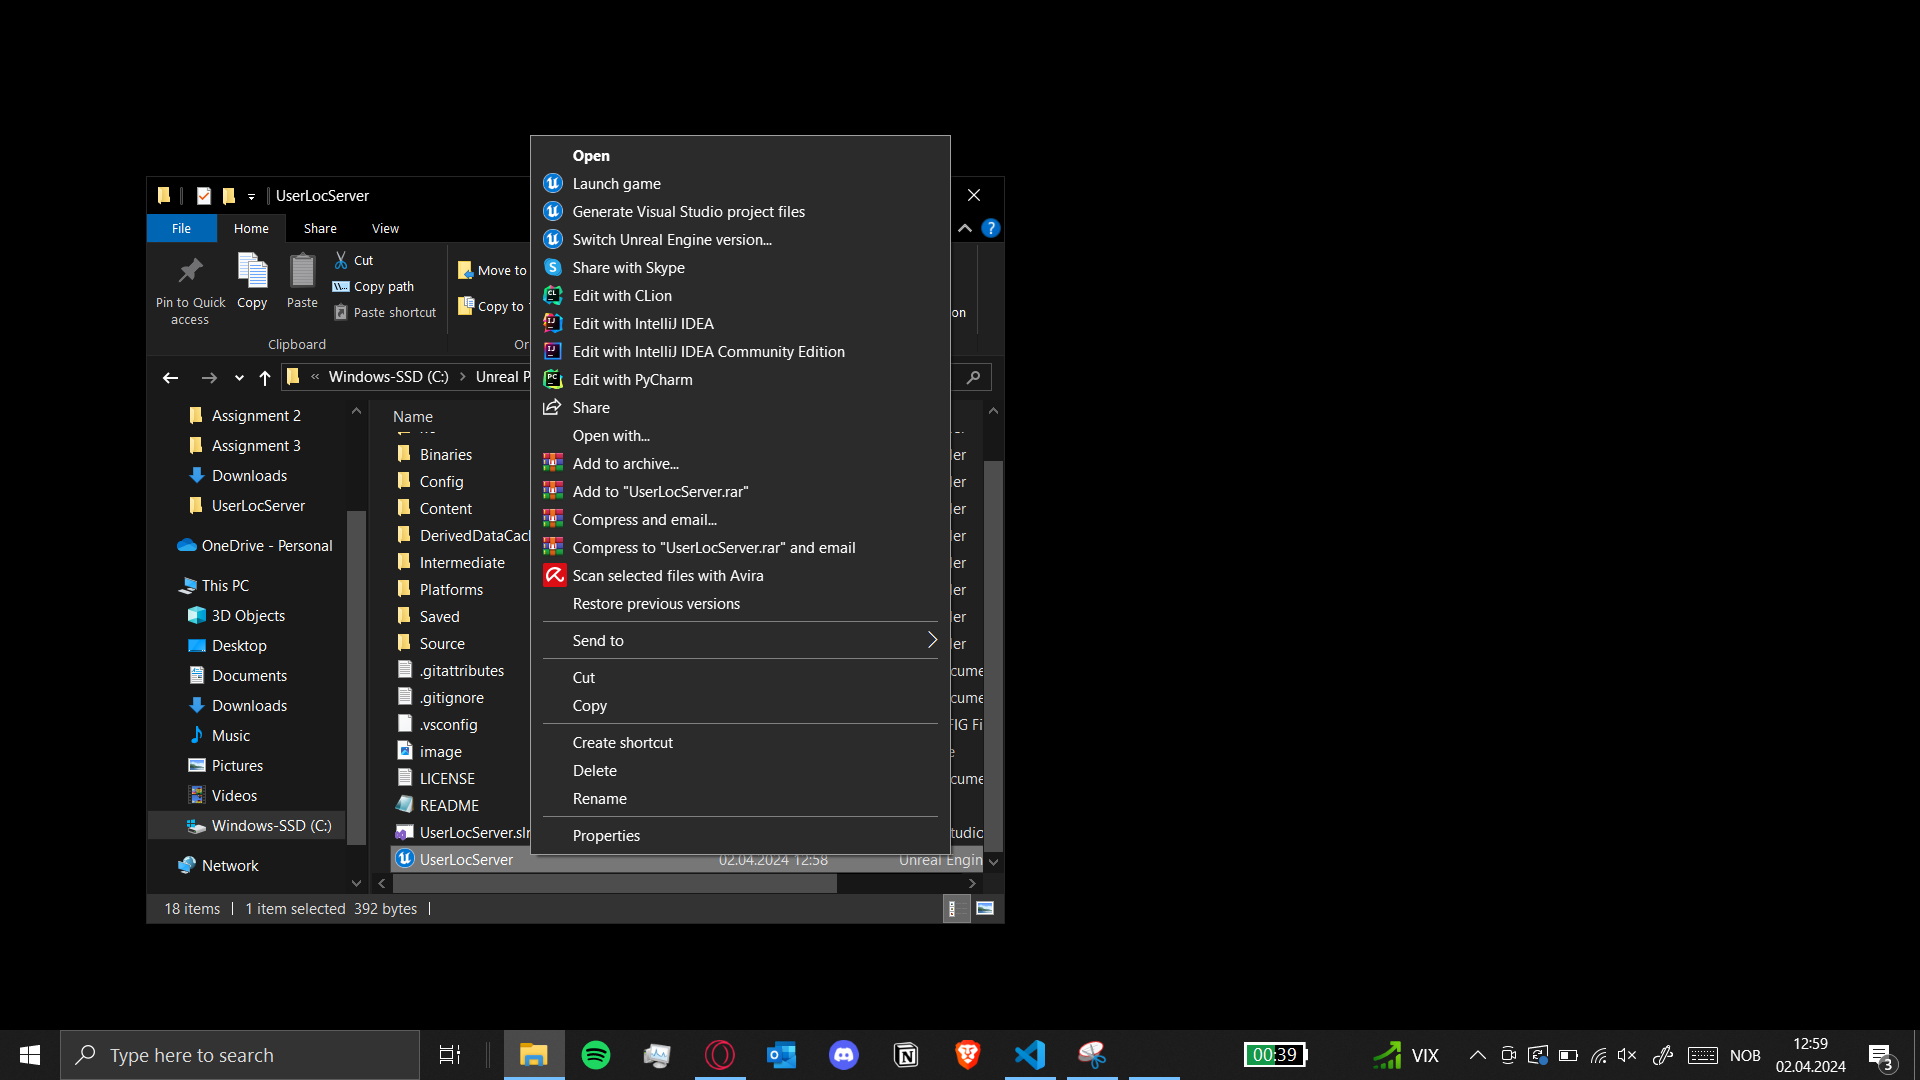 UserLocServer
File
Home
Share
View
Pin to Quick access
Copy
Paste
Cut
Copy path
Paste shortcut
Clipboard
Move to
Copy to
Or
on
« Windows-SSD (C:) > Unreal P
Assignment 2
Assignment 3
Downloads
UserLocServer
OneDrive - Personal
This PC
3D Objects
Desktop
Documents
Downloads
Music
Pictures
Videos
Windows-SSD (C:)
Network
Name
Binaries
Config
Content
DerivedDataCac
Intermediate
Platforms
Saved
Source
.gitattributes
.gitignore
.vsconfig
image
LICENSE
README
UserLocServer.sln
UserLocServer 02.04.2024 12:58 Unreal Engin
Open
Launch game
Generate Visual Studio project files
Switch Unreal Engine version...
Share with Skype
Edit with CLion
Edit with IntelliJ IDEA
Edit with IntelliJ IDEA Community Edition
Edit with PyCharm
Share
Open with...
Add to archive...
Add to "UserLocServer.rar"
Compress and email...
Compress to "UserLocServer.rar" and email
Scan selected files with Avira
Restore previous versions
Send to
Cut
Copy
Create shortcut
Delete
Rename
Properties
18 items
1 item selected 392 bytes
Type here to search
00:39
VIX
NOB
12:59
02.04.2024
3